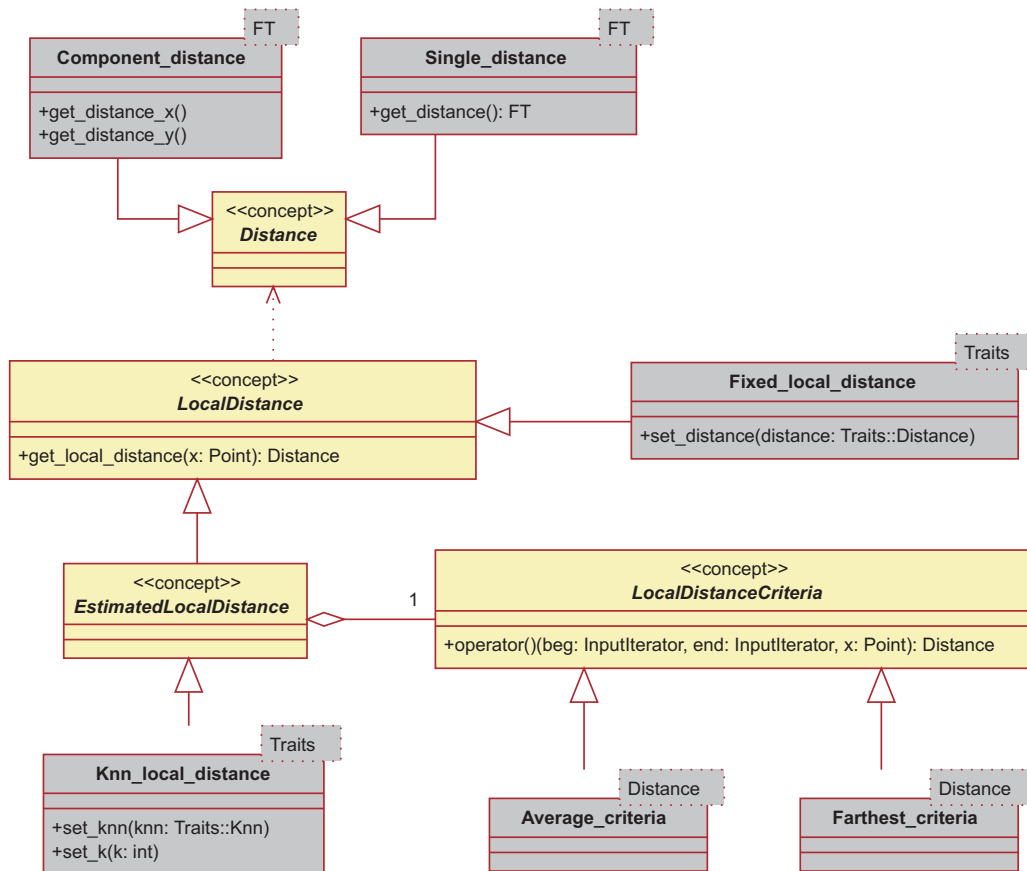 FT
Component_distance
+get_distance_x()
+get_distance_y()
FT
Single_distance
+get_distance(): FT
<<concept>>
Distance
<<concept>>
LocalDistance
+get_local_distance(x: Point): Distance
Traits
Fixed_local_distance
+set_distance(distance: Traits::Distance)
<<concept>>
EstimatedLocalDistance
1
<<concept>>
LocalDistanceCriteria
+operator()(beg: InputIterator, end: InputIterator, x: Point): Distance
Traits
Knn_local_distance
+set_knn(knn: Traits::Knn)
+set_k(k: int)
Distance
Average_criteria
Distance
Farthest_criteria